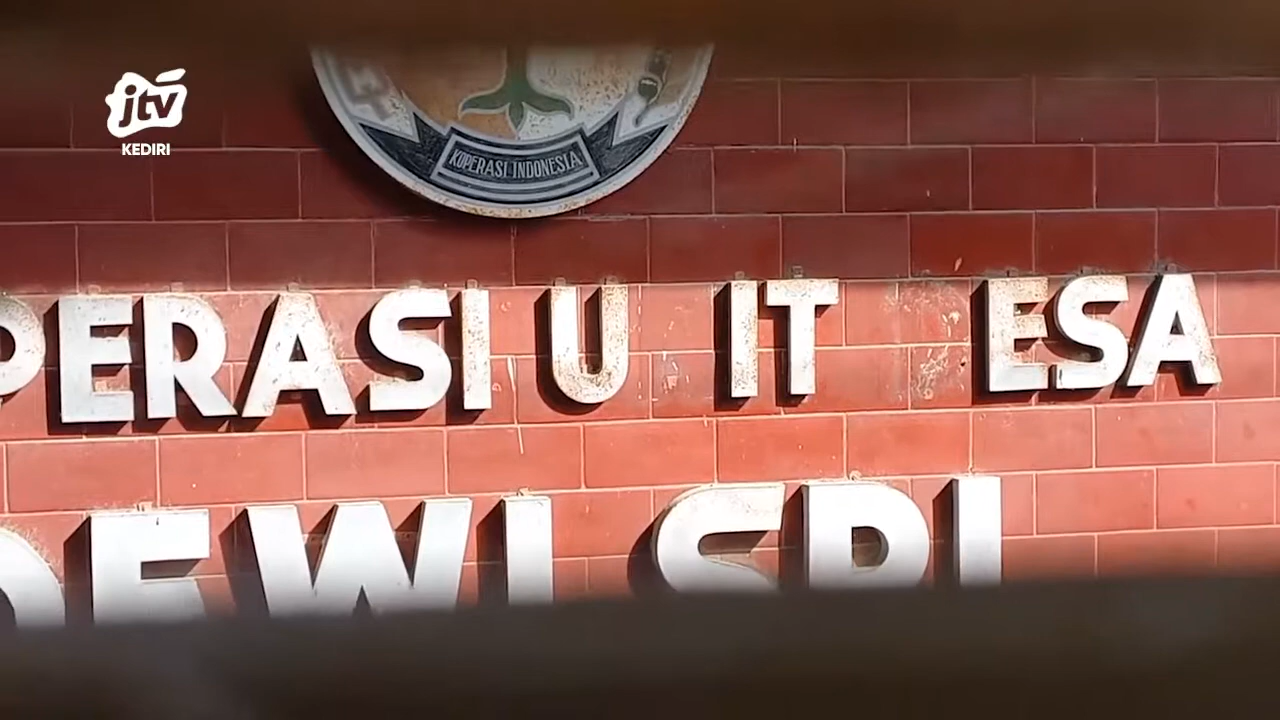 jtv
KEDIRI
KOPERASI INDONESIA
PERASI U IT ESA
DEWI SRI